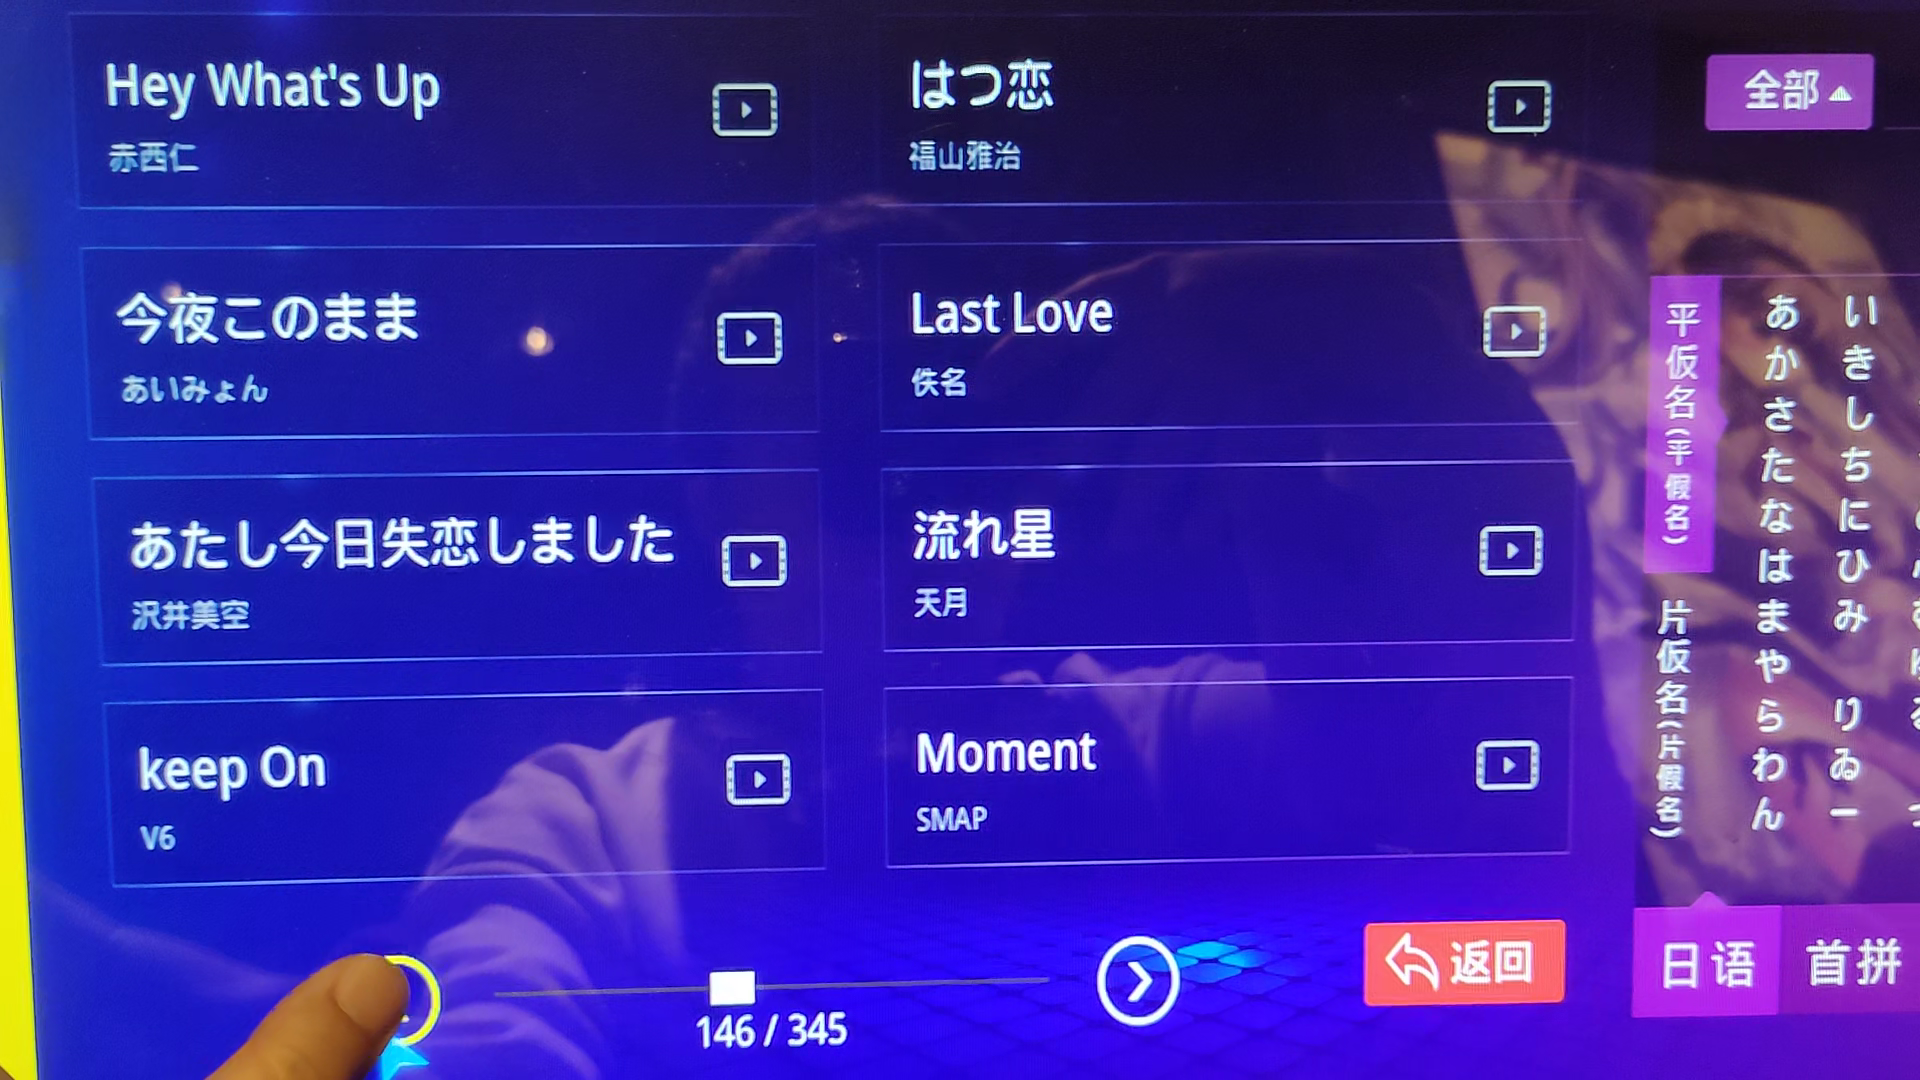 Hey What's Up
赤西仁
はつ恋
福山雅治
今夜このまま
あいみょん
Last Love
佚名
あたし今日失恋しました
沢井美空
流れ星
天月
keep On
V6
Moment
SMAP
146 / 345
返回
全部
平仮名(平假名)
片仮名(片假名)
あかさたなはまやらわん
いきしちにひみ りゐー
日语
首拼